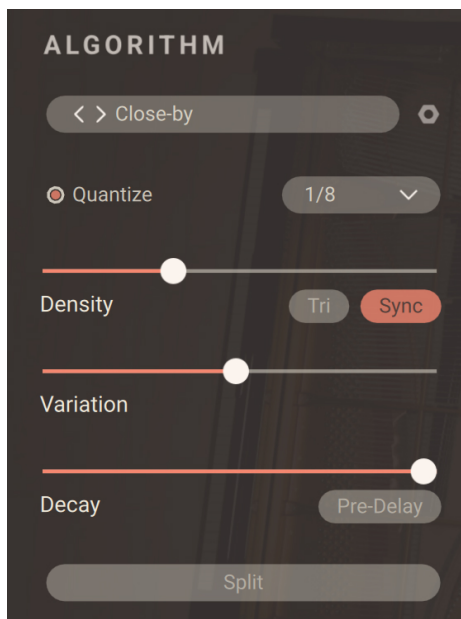 ALGORITHM
< > Close-by
Quantize 1/8
Density Tri Sync
Variation
Decay Pre-Delay
Split